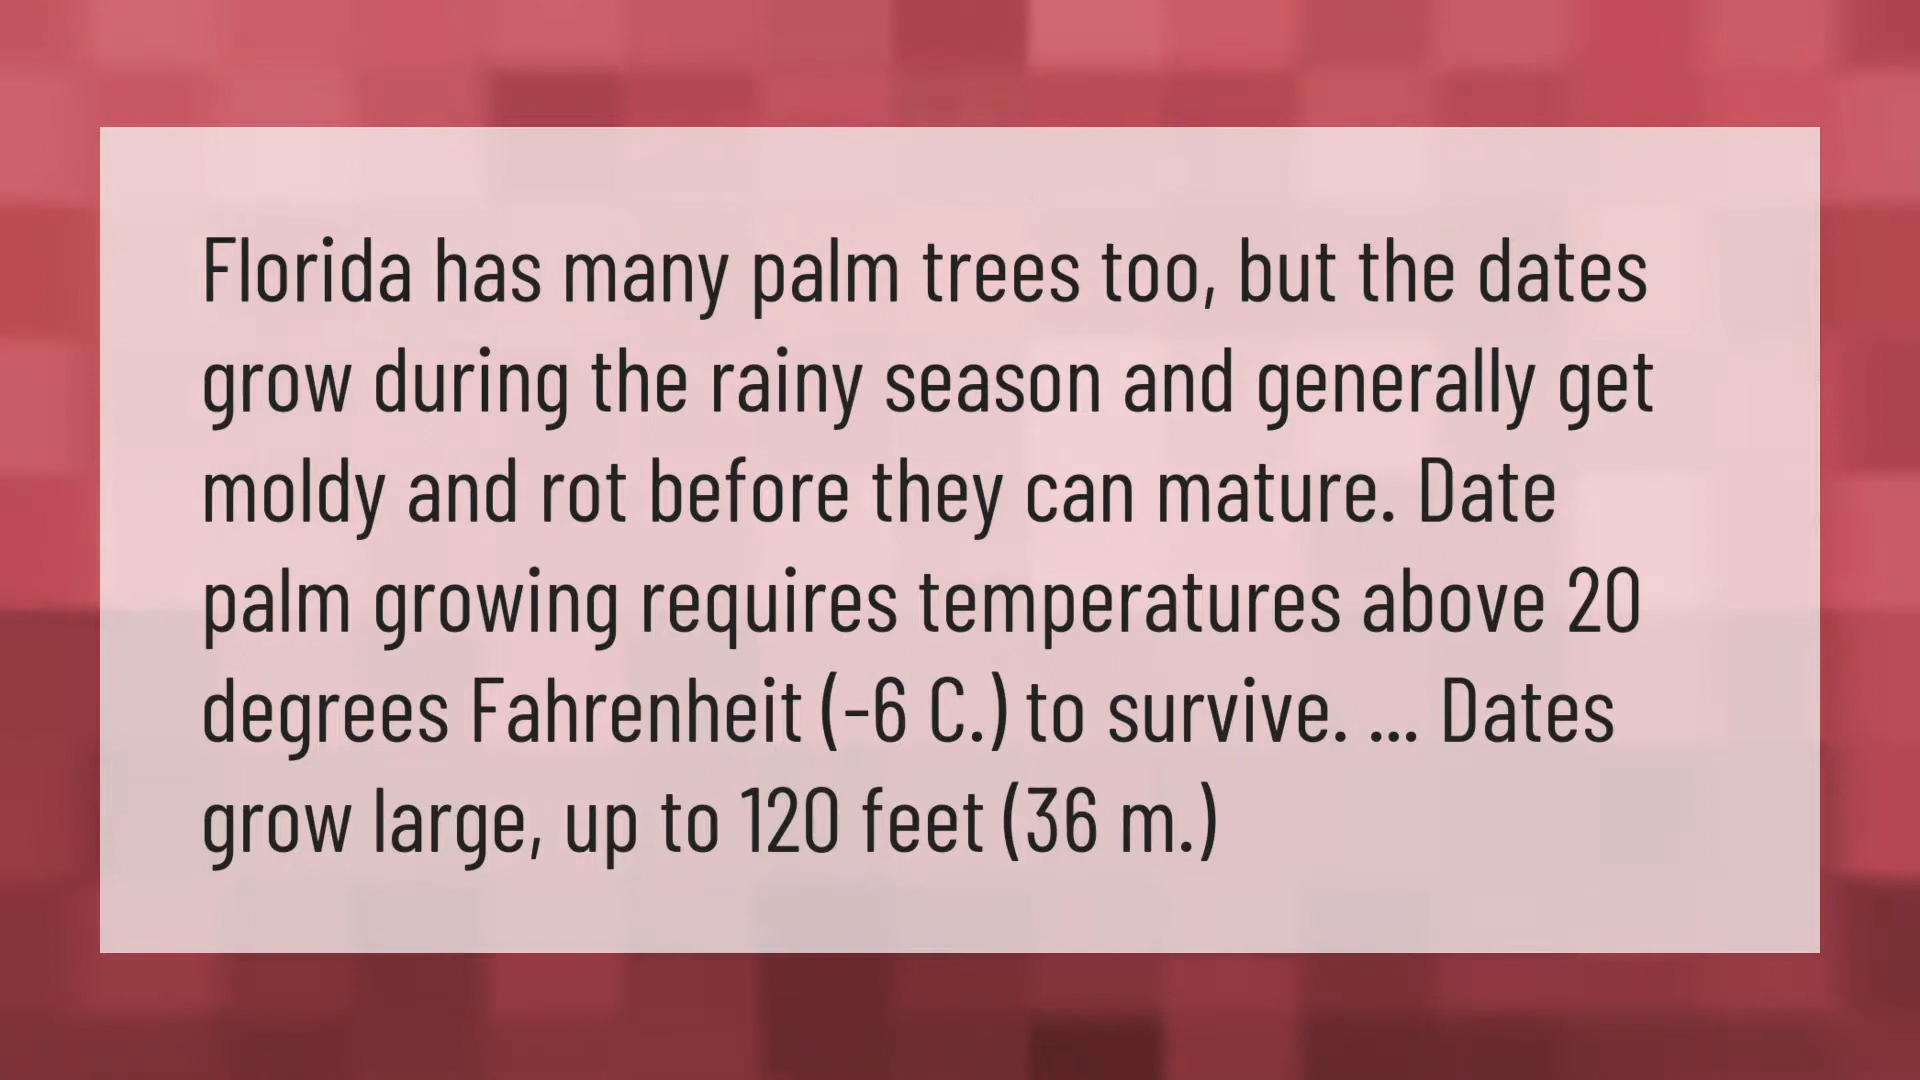 Florida has many palm trees too, but the dates
grow during the rainy season and generally get
moldy and rot before they can mature. Date
palm growing requires temperatures above 20
degrees Fahrenheit (-6 C.) to survive. ... Dates
grow large, up to 120 feet (36 m.)